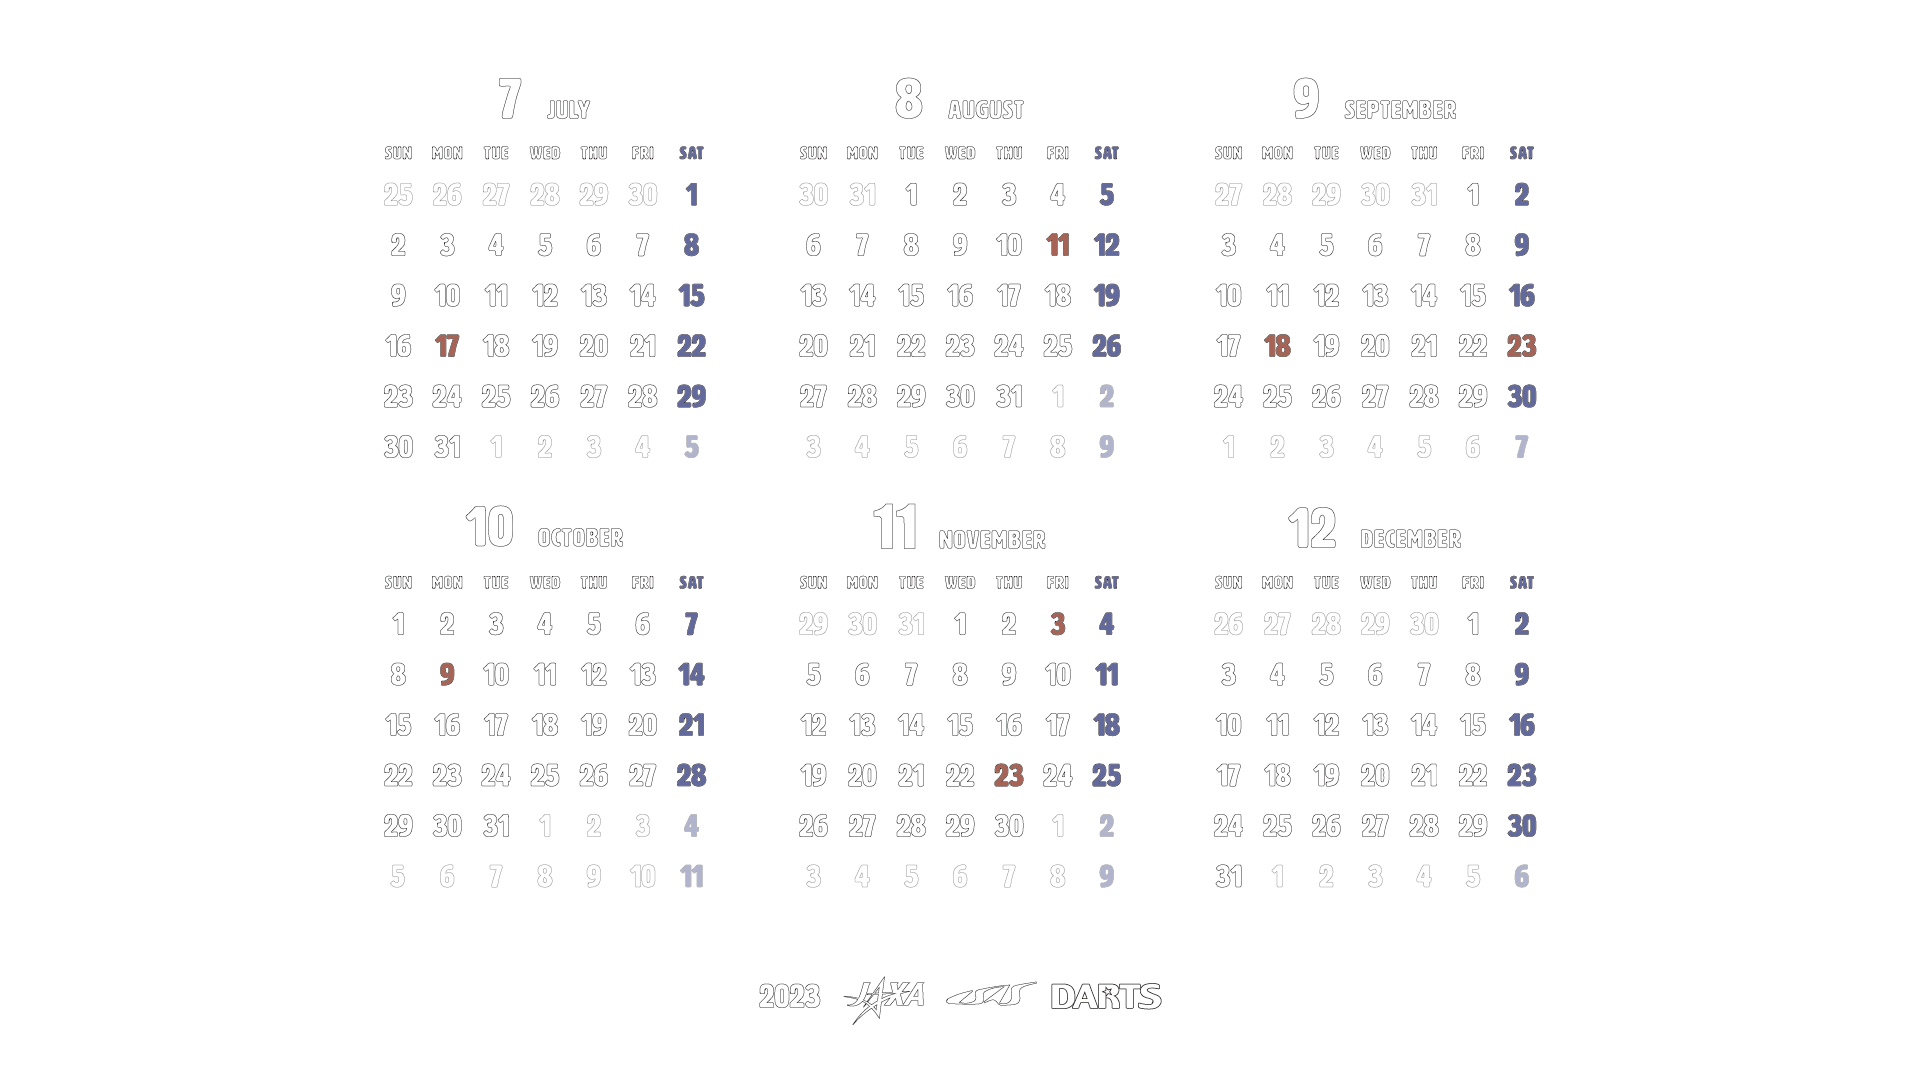 7 JULY
SUN MON TUE WED THU FRI SAT
25 26 27 28 29 30 1
2 3 4 5 6 7 8
9 10 11 12 13 14 15
16 17 18 19 20 21 22
23 24 25 26 27 28 29
30 31 1 2 3 4 5
8 AUGUST
SUN MON TUE WED THU FRI SAT
30 31 1 2 3 4 5
6 7 8 9 10 11 12
13 14 15 16 17 18 19
20 21 22 23 24 25 26
27 28 29 30 31 1 2
3 4 5 6 7 8 9
9 SEPTEMBER
SUN MON TUE WED THU FRI SAT
27 28 29 30 31 1 2
3 4 5 6 7 8 9
10 11 12 13 14 15 16
17 18 19 20 21 22 23
24 25 26 27 28 29 30
1 2 3 4 5 6 7
10 OCTOBER
SUN MON TUE WED THU FRI SAT
1 2 3 4 5 6 7
8 9 10 11 12 13 14
15 16 17 18 19 20 21
22 23 24 25 26 27 28
29 30 31 1 2 3 4
5 6 7 8 9 10 11
11 NOVEMBER
SUN MON TUE WED THU FRI SAT
29 30 31 1 2 3 4
5 6 7 8 9 10 11
12 13 14 15 16 17 18
19 20 21 22 23 24 25
26 27 28 29 30 1 2
3 4 5 6 7 8 9
12 DECEMBER
SUN MON TUE WED THU FRI SAT
26 27 28 29 30 1 2
3 4 5 6 7 8 9
10 11 12 13 14 15 16
17 18 19 20 21 22 23
24 25 26 27 28 29 30
31 1 2 3 4 5 6
2023 JAXA ISAS DARTS